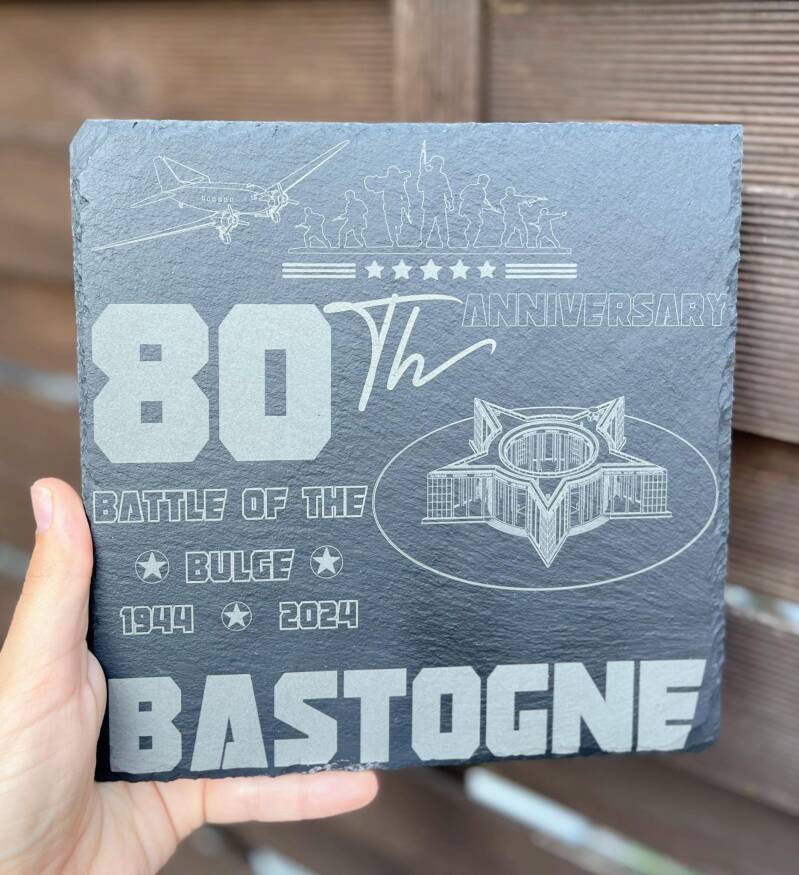 80Th ANNIVERSARY
BATTLE OF THE
BULGE
1944 2024
BASTOGNE